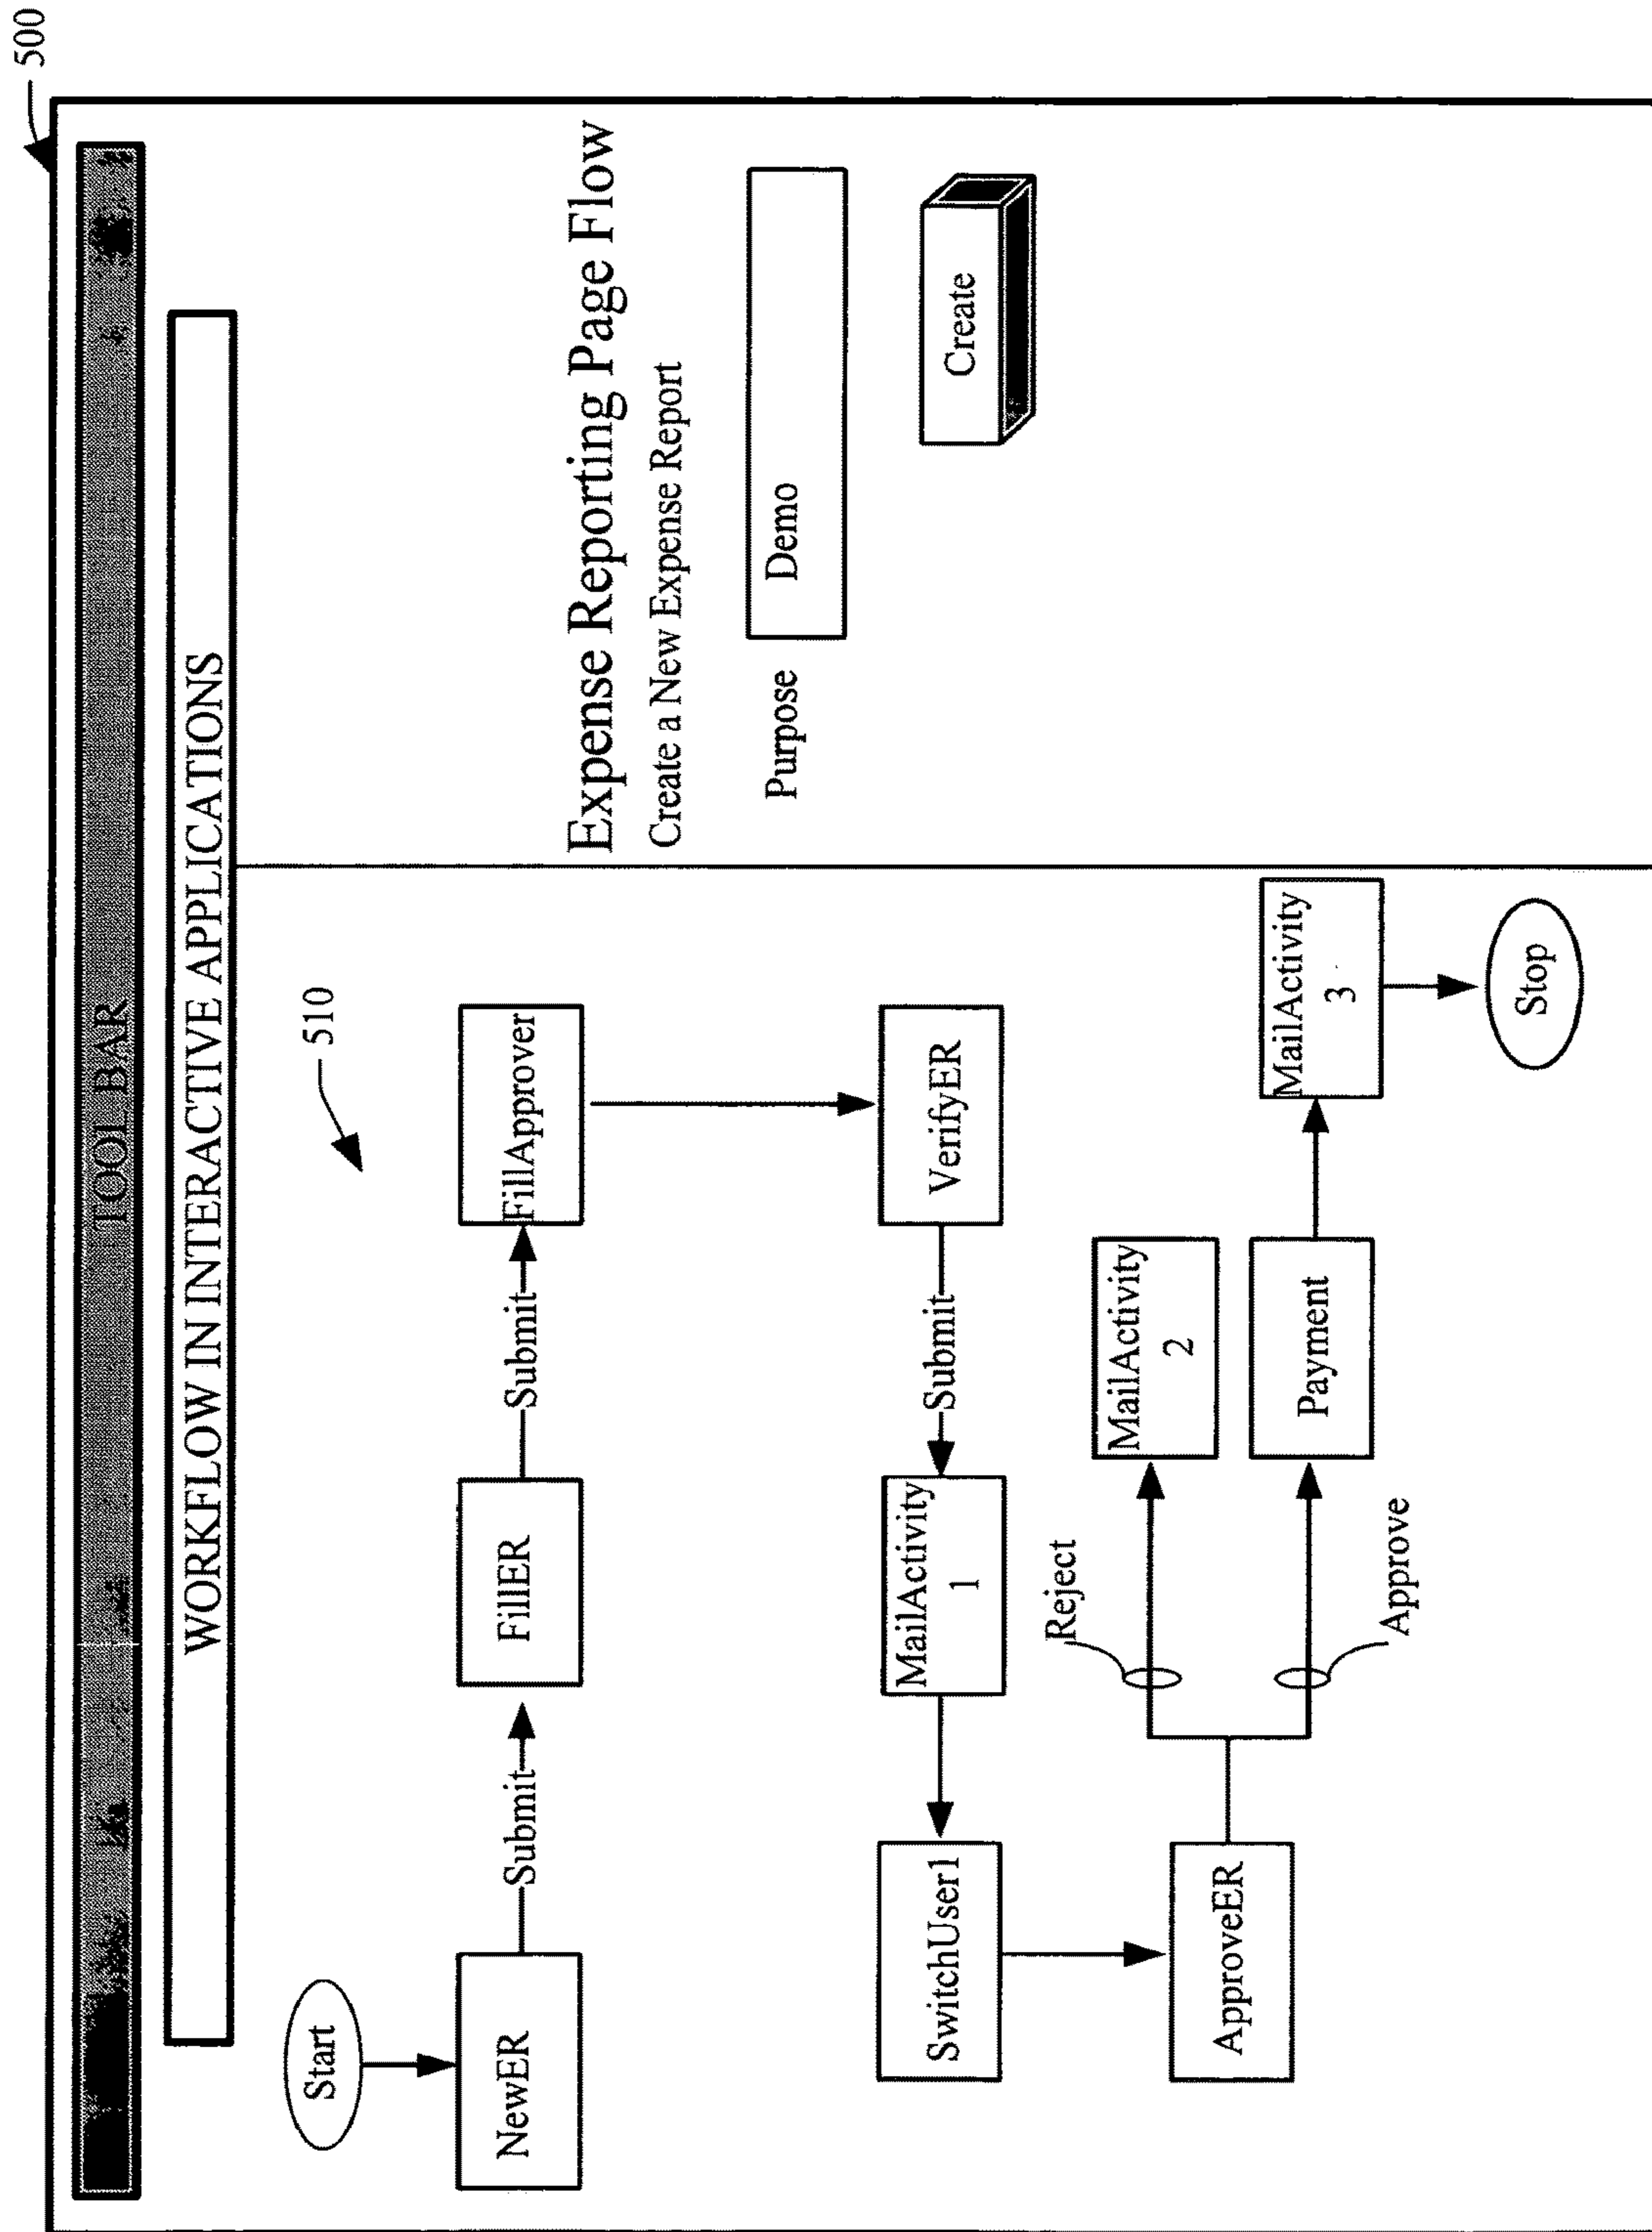 500
TOOL BAR
WORKFLOW IN INTERACTIVE APPLICATIONS
510
Start
NewER
Submit
FillER
Submit
FillApprover
VerifyER
Submit
MailActivity
1
SwitchUser1
ApproveER
Reject
Approve
MailActivity
2
Payment
MailActivity
3
Stop
Expense Reporting Page Flow
Create a New Expense Report
Purpose
Demo
Create